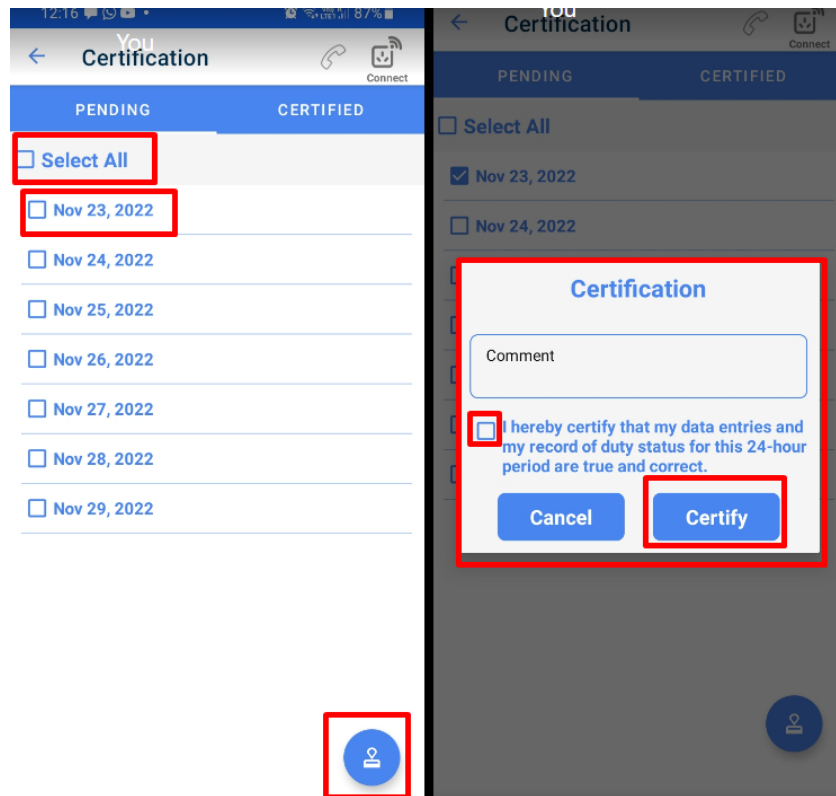 12:16
87%
You
Certification
Connect
PENDING
CERTIFIED
Select All
Nov 23, 2022
Nov 24, 2022
Nov 25, 2022
Nov 26, 2022
Nov 27, 2022
Nov 28, 2022
Nov 29, 2022
You
Certification
Connect
PENDING
CERTIFIED
Select All
Nov 23, 2022
Nov 24, 2022
Certification
Comment
I hereby certify that my data entries and
my record of duty status for this 24-hour
period are true and correct.
Cancel
Certify